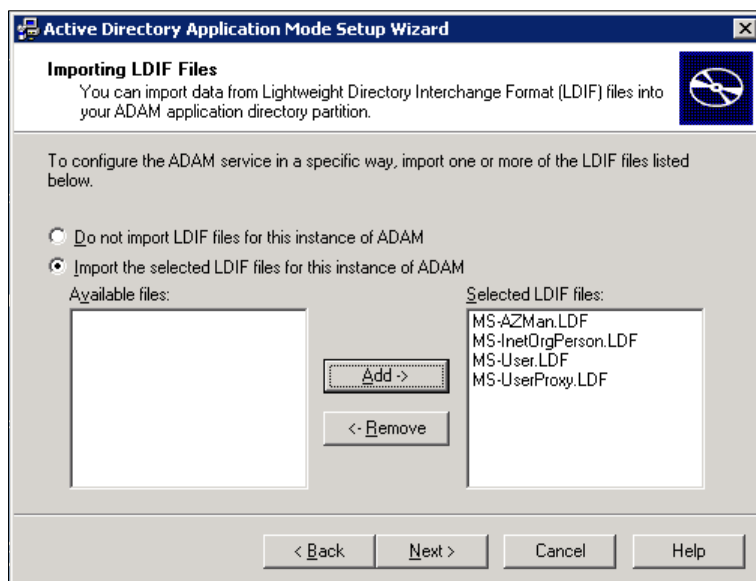 Active Directory Application Mode Setup Wizard
Importing LDIF Files
You can import data from Lightweight Directory Interchange Format (LDIF) files into
your ADAM application directory partition.
To configure the ADAM service in a specific way, import one or more of the LDIF files listed
below.
Do not import LDIF files for this instance of ADAM
Import the selected LDIF files for this instance of ADAM
Available files:
Selected LDIF files:
MS-AZMan.LDF
MS-InetOrgPerson.LDF
MS-User.LDF
MS-UserProxy.LDF
Add ->
<- Remove
< Back
Next >
Cancel
Help